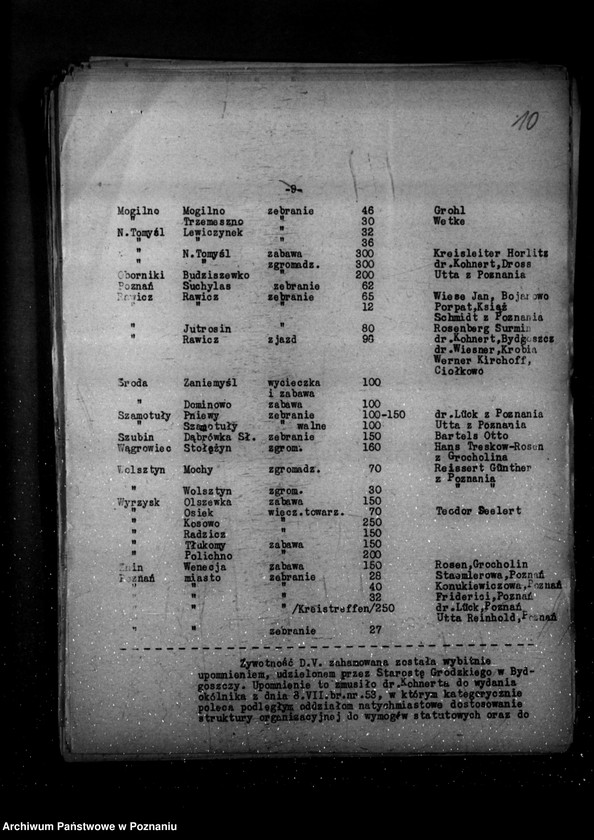 10
-9-
Mogilno Mogilno zebranie 46 Grohl
" Trzemeszno " 30 Wetke
N.Tomyśl Lewiczynek " 32
" " " 36
" N.Tomyśl zabawa 300 Kreisleiter Horlitz
" " zgromadz. 300 dr.Kohnert,Dross
Oborniki Budziszewko " 200 Utta z Poznania
Poznań Suchylas zebranie 62
Rawicz Rawicz zebranie 65 Wiese Jan, Bojanowo
" " 12 Porpat,Książ
Schmidt z Poznania
" Jutrosin " 80 Rosenberg Surmin
" Rawicz zjazd 96 dr.Kohnert,Bydgoszcz
dr.Wiesner,Krobia
Werner Kirchoff,
Ciołkowo
Środa Zaniemyśl wycieczka 100
i zabawa
" Dominowo zabawa 100
Szamotuły Pniewy zebranie 100-150 dr.Lück z Poznania
" Szamotuły " walne 100 Utta z Poznania
Szubin Dąbrówka Sł. zebranie 150 Bartels Otto
Wągrowiec Stołężyn zgrom. 160 Hans Treskow-Rosen
z Grocholina
Wolsztyn Mochy zgromadz. 70 Reissert Günther
z Poznania
" Wolsztyn zgrom. 30 " "
Wyrzysk Olszewka zabawa 150
" Osiek wiecz.towarz. 70 Teodor Seelert
" Kosowo " 250
" Radzicz " 150
" Tłukomy zabawa 150
" Polichno " 200
Żnin Wenecja zabawa 150 Rosen,Grocholin
Poznań miasto zebranie 28 Staemlerowa,Poznań
" " " 40 Konukiewiczowa,Poznań
" " " 32 Friderici,Poznań
" " " /Kreistreffen/250 dr.Lück,Poznań
Utta Reinhold,Poznań
" " zebranie 27
Żywotność D.V. zahamowana została wybitnie
upomnieniem, udzielonem przez Starostę Grodzkiego w Byd-
goszczy. Upomnienie to zmusiło dr.Kohnerta do wydania
okólnika z dnia 8.VII.br.nr.53, w którym kategorycznie
poleca podległym oddziałom natychmiastowe dostosowanie
struktury organizacyjnej do wymogów statutowych oraz do
Archiwum Państwowe w Poznaniu